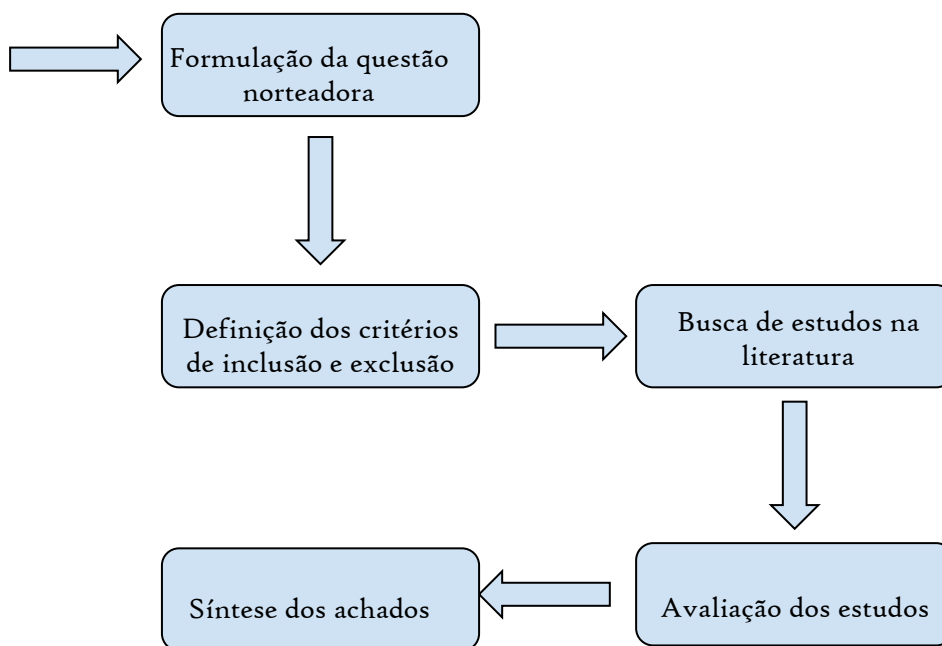 Formulação da questão
norteadora
Definição dos critérios
de inclusão e exclusão
Busca de estudos na
literatura
Avaliação dos estudos
Síntese dos achados